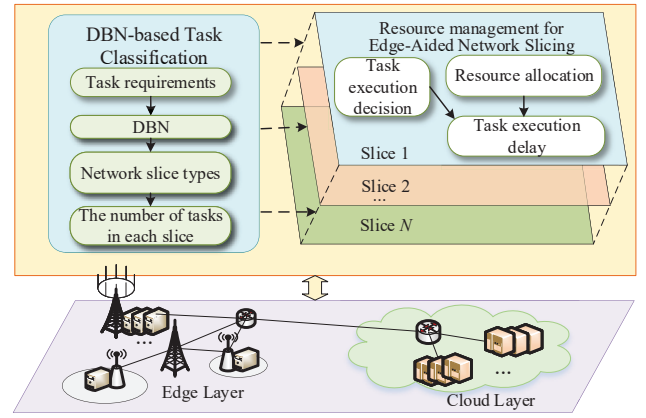 DBN-based Task
Classification
Task requirements
DBN
Network slice types
The number of tasks
in each slice
Resource management for
Edge-Aided Network Slicing
Task
execution
decision
Resource allocation
Task execution
delay
Slice 1
Slice 2
...
Slice N
...
Edge Layer
...
Cloud Layer